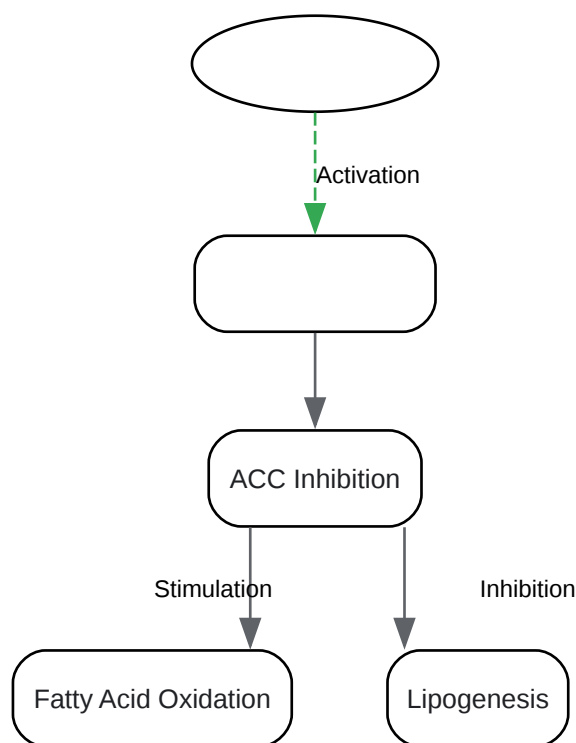 Activation
ACC Inhibition
Stimulation
Inhibition
Fatty Acid Oxidation
Lipogenesis